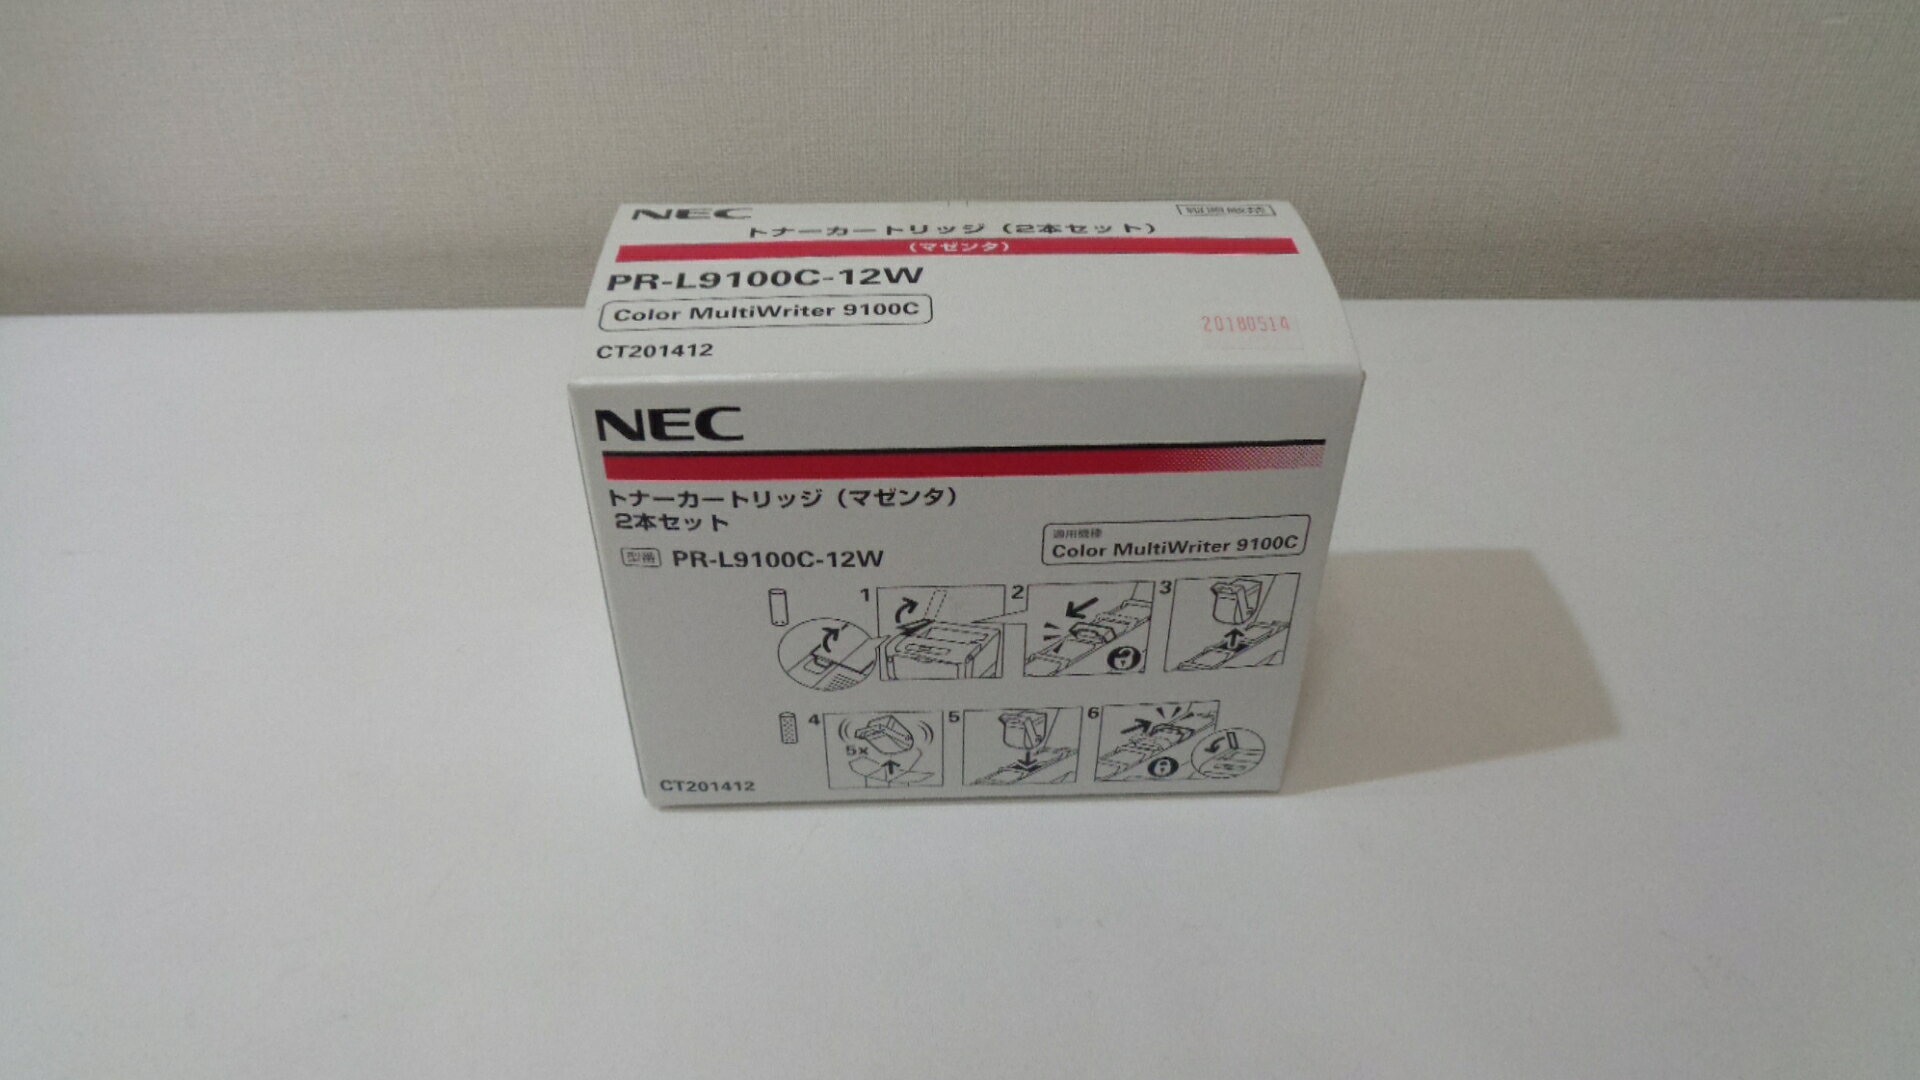 NEC
トナーカートリッジ（2本セット）
（マゼンタ）
PR-L9100C-12W
Color MultiWriter 9100C
20180514
CT201412
NEC
トナーカートリッジ（マゼンタ）
2本セット
適用機種
Color MultiWriter 9100C
型番 PR-L9100C-12W
1 2 3
4 5 6
5x
CT201412